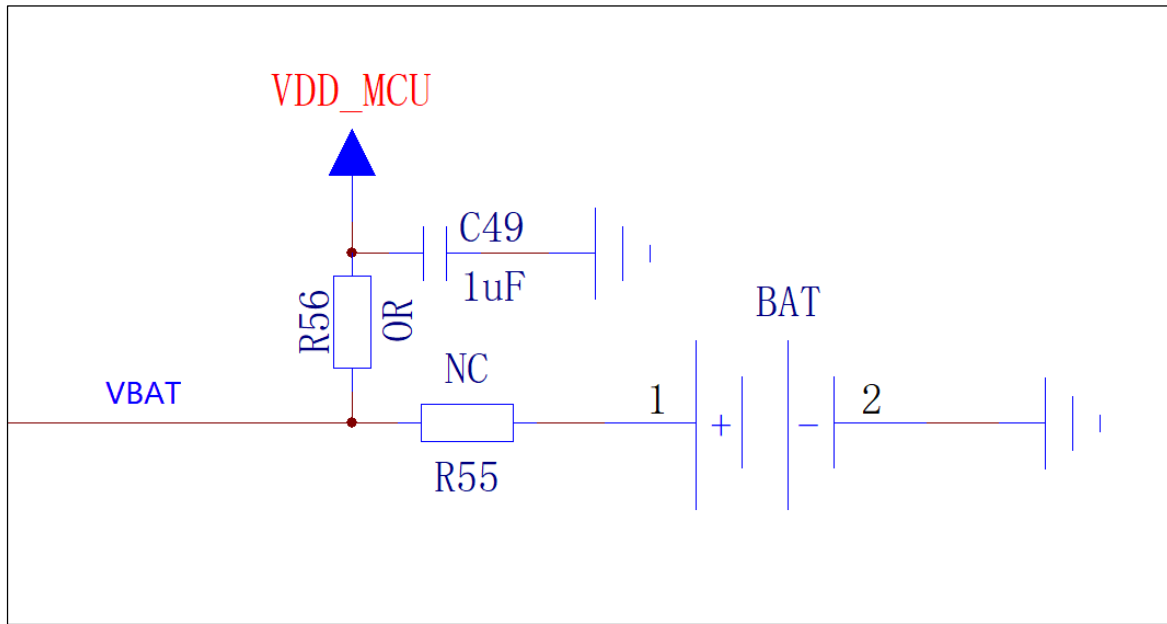 VDD_MCU
C49
1uF
R56
0R
BAT
NC
VBAT
1
+
-
2
R55